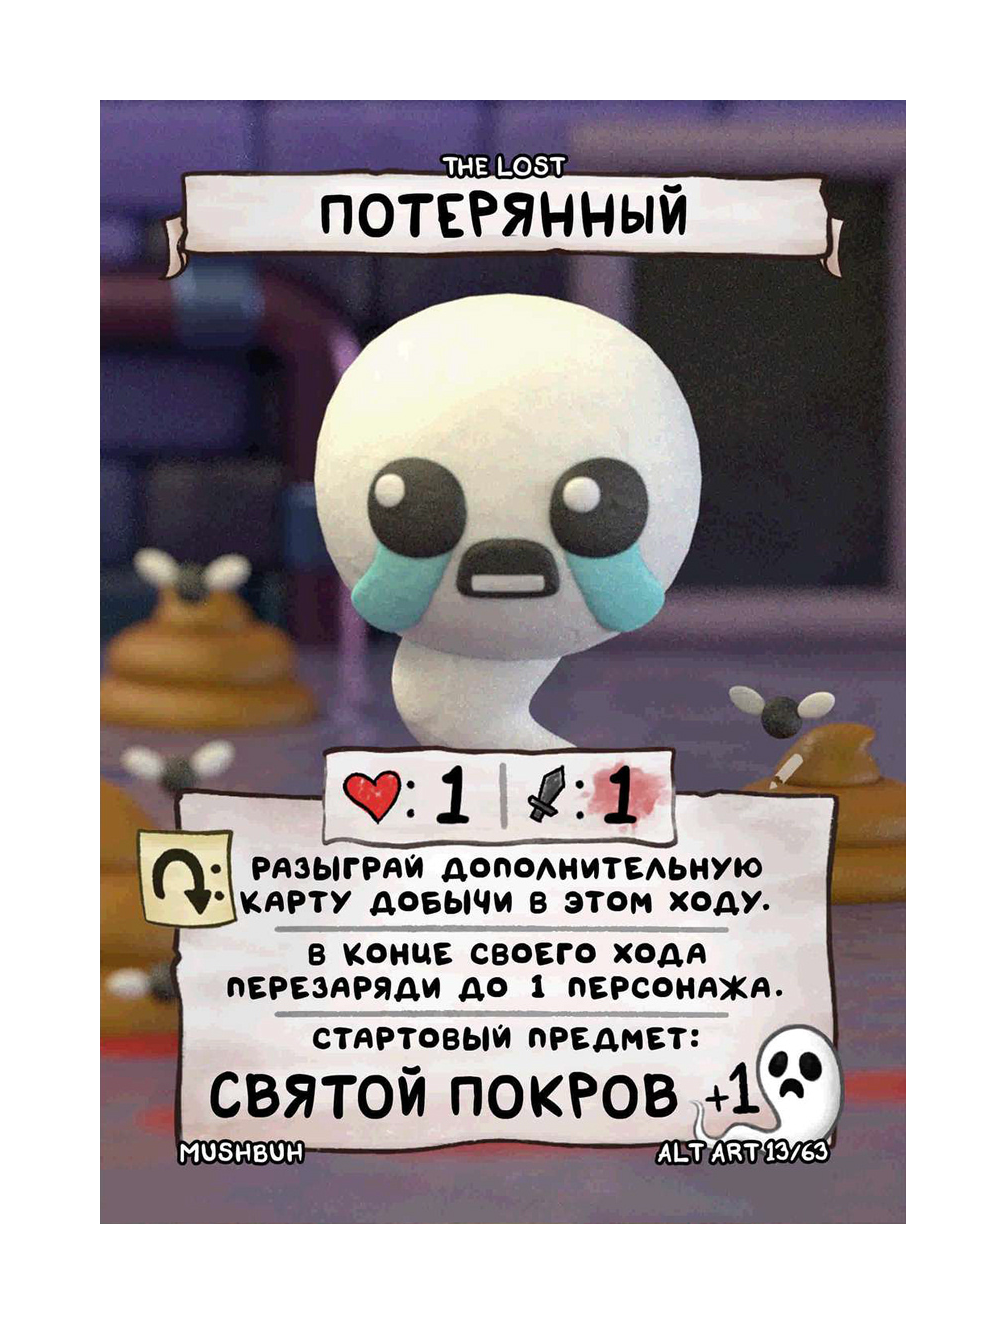 THE LOST
ПОТЕРЯННЫЙ
: 1 | : 1
: РАЗЫГРАЙ ДОПОЛНИТЕЛЬНУЮ
КАРТУ ДОБЫЧИ В ЭТОМ ХОДУ.
В КОНЦЕ СВОЕГО ХОДА
ПЕРЕЗАРЯДИ ДО 1 ПЕРСОНАЖА.
СТАРТОВЫЙ ПРЕДМЕТ:
СВЯТОЙ ПОКРОВ +1
MUSHBUH
ALT ART 13/63